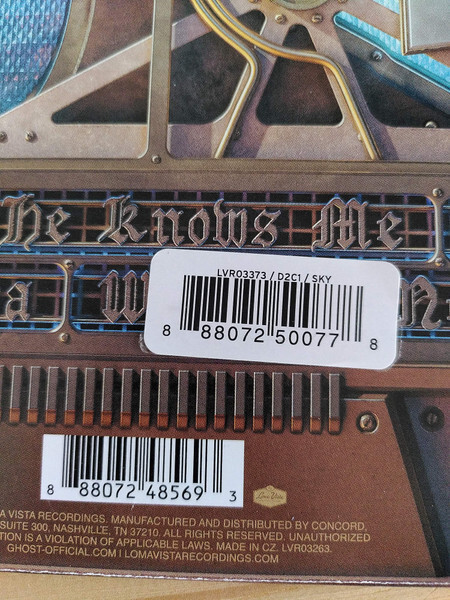 he Knows Me
a W
LVR03373 / D2C1 / SKY
8 88072 50077 8
8 88072 48569 3
Loma Vista
A VISTA RECORDINGS. MANUFACTURED AND DISTRIBUTED BY CONCORD,
SUITE 300, NASHVILLE, TN 37210. ALL RIGHTS RESERVED. UNAUTHORIZED
TION IS A VIOLATION OF APPLICABLE LAWS. MADE IN CZ. LVR03263.
GHOST-OFFICIAL.COM | LOMAVISTARECORDINGS.COM